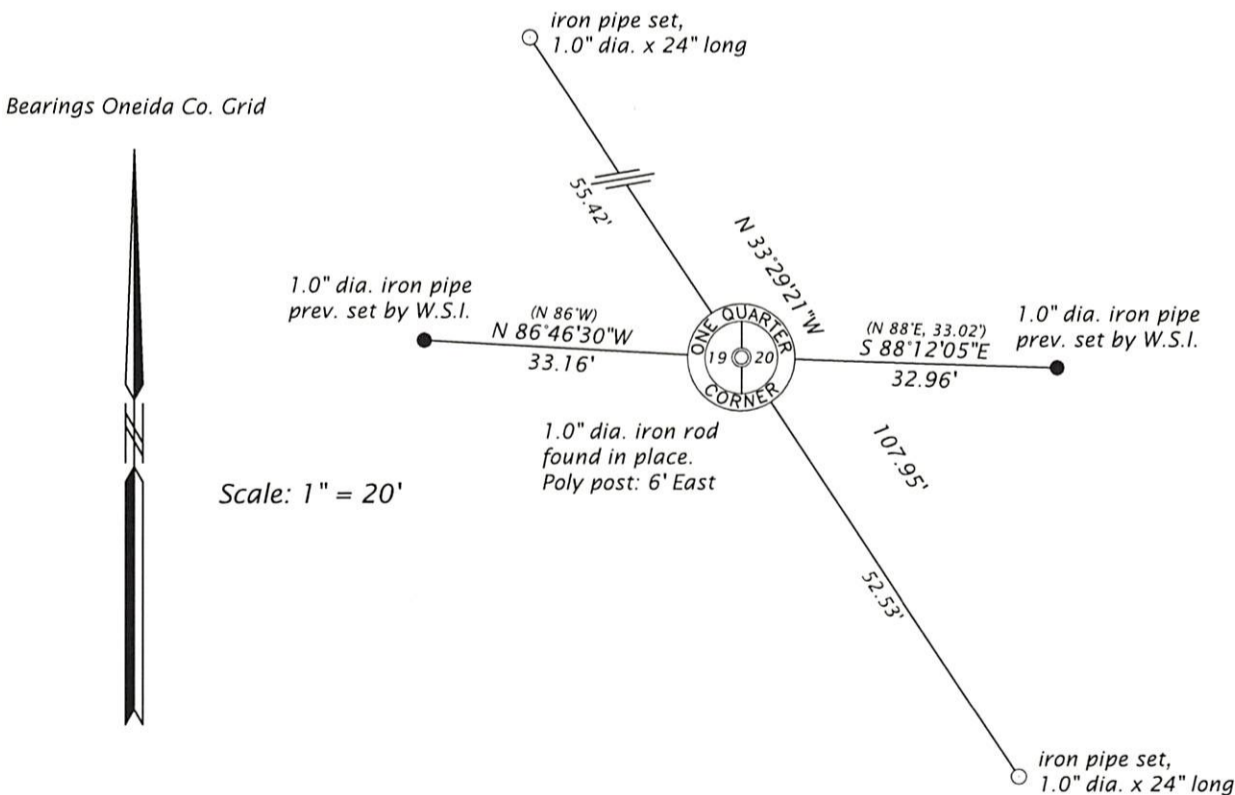 iron pipe set,
1.0" dia. x 24" long
Bearings Oneida Co. Grid
55.42'
N 33°29'21"W
1.0" dia. iron pipe
prev. set by W.S.I.
(N 86°W)
N 86°46'30"W
33.16'
ONE QUARTER
19 20
CORNER
(N 88°E, 33.02')
S 88°12'05"E
32.96'
1.0" dia. iron pipe
prev. set by W.S.I.
1.0" dia. iron rod
found in place.
Poly post: 6' East
107.95'
Scale: 1" = 20'
52.53'
iron pipe set,
1.0" dia. x 24" long